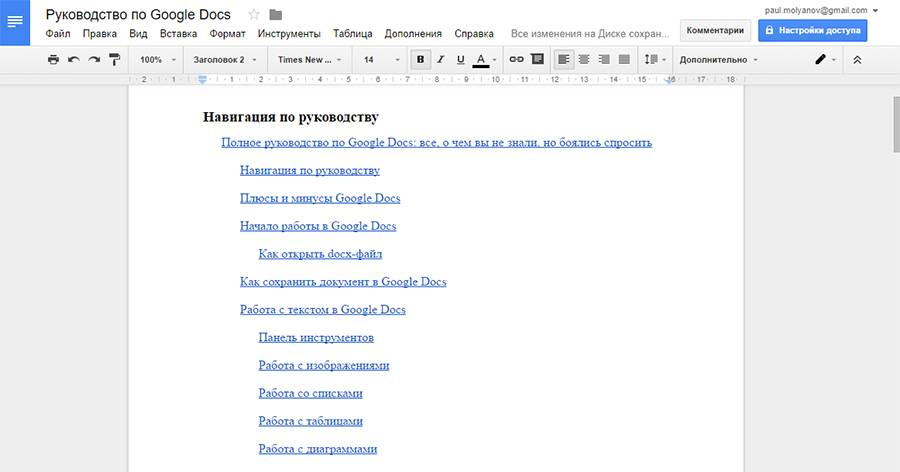 Руководство по Google Docs
paul.molyanov@gmail.com
Файл Правка Вид Вставка Формат Инструменты Таблица Дополнения Справка Все изменения на Диске сохран...
Комментарии
Настройки доступа
100% Заголовок 2 Times New ... 14 B I U A Дополнительно
2 1 1 2 3 4 5 6 7 8 9 10 11 12 13 14 15 16 17 18
Навигация по руководству
Полное руководство по Google Docs: все, о чем вы не знали, но боялись спросить
Навигация по руководству
Плюсы и минусы Google Docs
Начало работы в Google Docs
Как открыть docx-файл
Как сохранить документ в Google Docs
Работа с текстом в Google Docs
Панель инструментов
Работа с изображениями
Работа со списками
Работа с таблицами
Работа с диаграммами